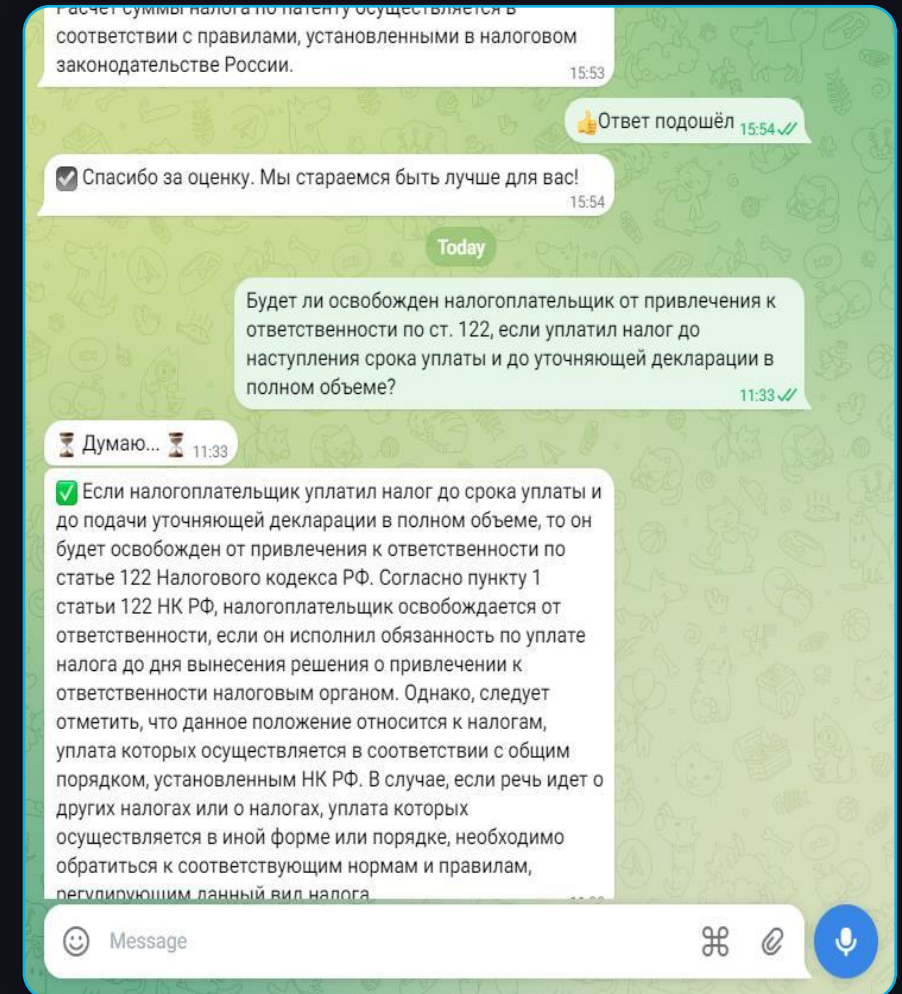 Расчет суммы налога по патенту осуществляется в
соответствии с правилами, установленными в налоговом
законодательстве России.
15:53
👍Ответ подошёл 15:54
☑ Спасибо за оценку. Мы стараемся быть лучше для вас!
15:54
Today
Будет ли освобожден налогоплательщик от привлечения к
ответственности по ст. 122, если уплатил налог до
наступления срока уплаты и до уточняющей декларации в
полном объеме?
11:33
⏳ Думаю... ⏳ 11:33
✅ Если налогоплательщик уплатил налог до срока уплаты и
до подачи уточняющей декларации в полном объеме, то он
будет освобожден от привлечения к ответственности по
статье 122 Налогового кодекса РФ. Согласно пункту 1
статьи 122 НК РФ, налогоплательщик освобождается от
ответственности, если он исполнил обязанность по уплате
налога до дня вынесения решения о привлечении к
ответственности налоговым органом. Однако, следует
отметить, что данное положение относится к налогам,
уплата которых осуществляется в соответствии с общим
порядком, установленным НК РФ. В случае, если речь идет о
других налогах или о налогах, уплата которых
осуществляется в иной форме или порядке, необходимо
обратиться к соответствующим нормам и правилам,
регулирующим данный вид налога.
Message